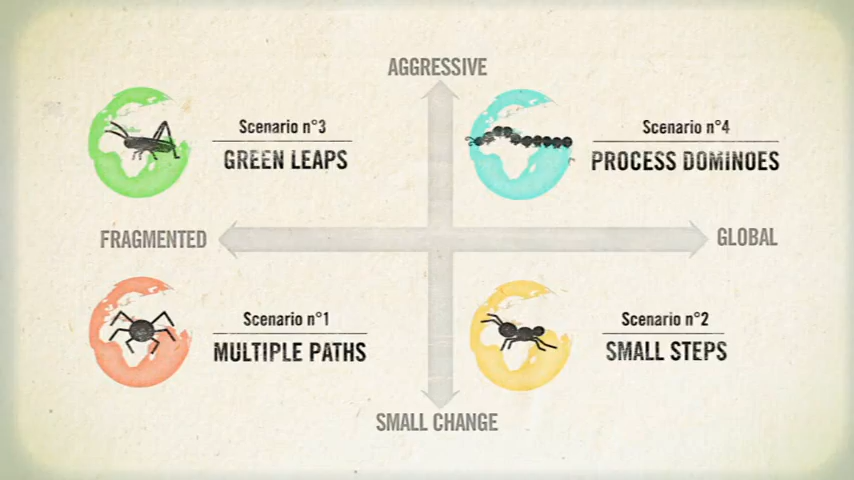 AGGRESSIVE
Scenario n°3
GREEN LEAPS
Scenario n°4
PROCESS DOMINOES
FRAGMENTED
GLOBAL
Scenario n°1
MULTIPLE PATHS
Scenario n°2
SMALL STEPS
SMALL CHANGE